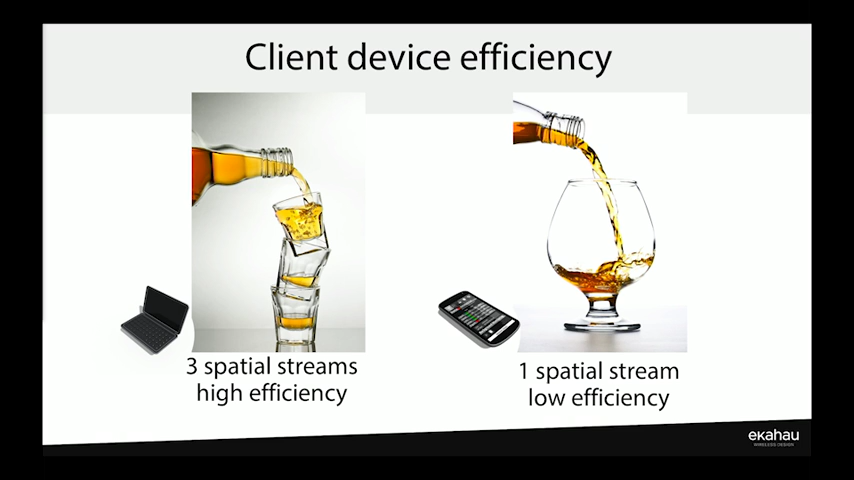 Client device efficiency
3 spatial streams
high efficiency
1 spatial stream
low efficiency
ekahau
WIRELESS DESIGN